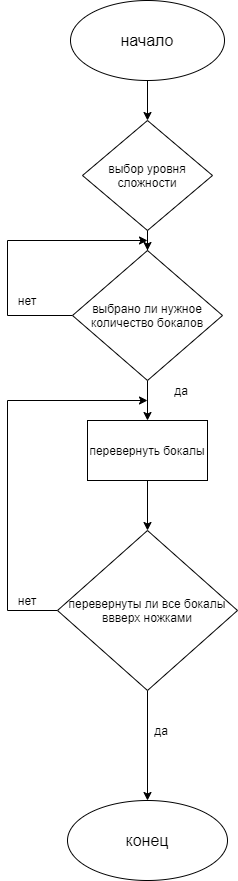 начало
выбор уровня
сложности
выбрано ли нужное
количество бокалов
нет
да
перевернуть бокалы
перевернуты ли все бокалы
ввверх ножками
нет
да
конец